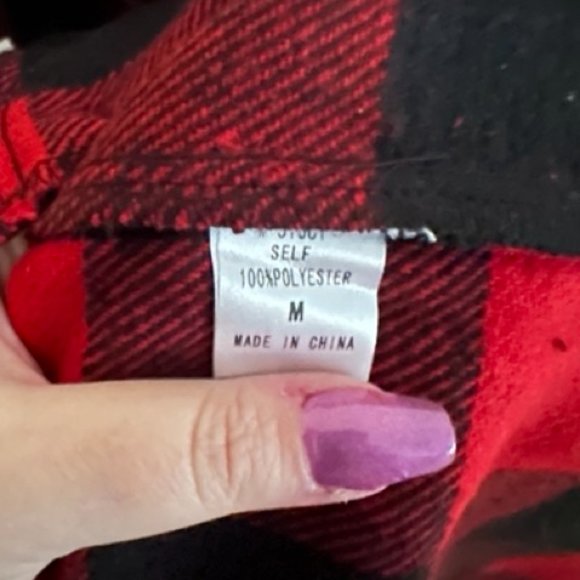 SELF
100%POLYESTER
M
MADE IN CHINA